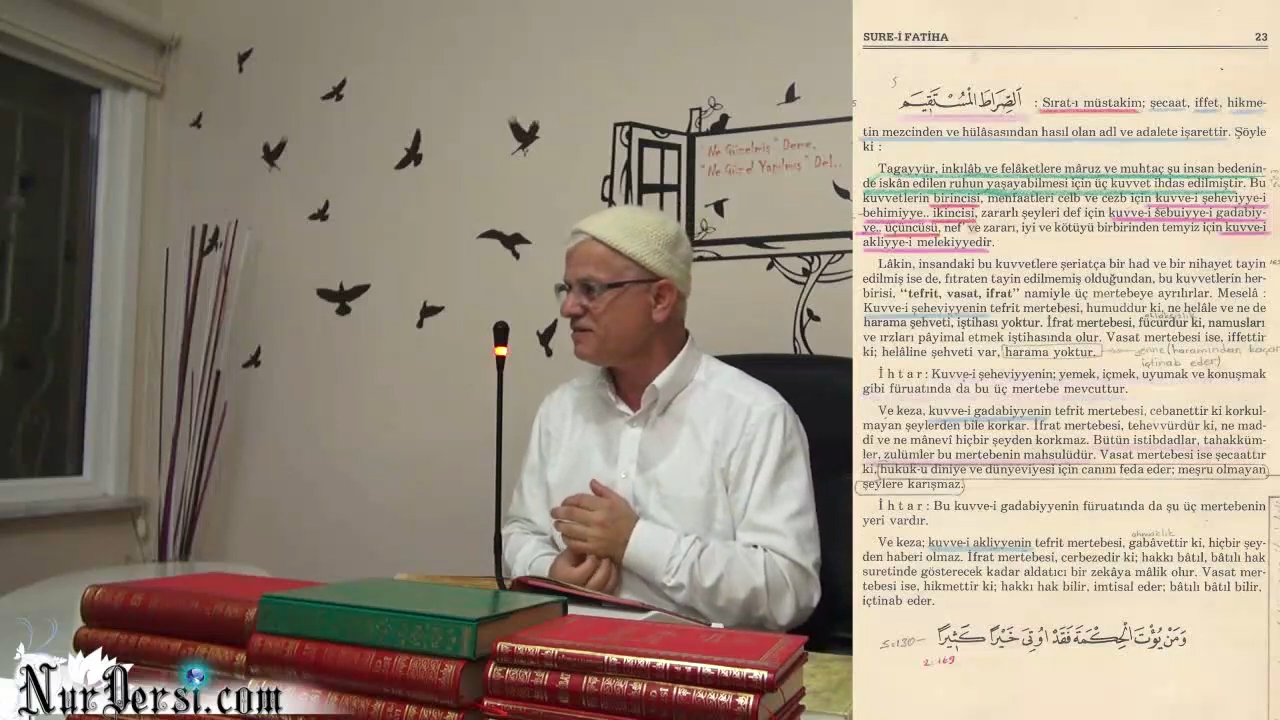 "Ne Güzelmiş" Deme,
"Ne Güzel Yapılmış" De!..
NurDersi.com
SURE-İ FATİHA 23
اَلصِّرَاطَ الْمُسْتَقِيمَ : Sırat-ı müstakim; şecaat, iffet, hikme-
tin mezcinden ve hülâsasından hasıl olan adl ve adalete işarettir. Şöyle
ki :
Tagayyür, inkılâb ve felâketlere mâruz ve muhtaç şu insan bedenin-
de iskân edilen ruhun yaşayabilmesi için üç kuvvet ihdas edilmiştir. Bu
kuvvetlerin birincisi, menfaatleri celb ve cezb için kuvve-i şeheviyye-i
behimiyye.. ikincisi, zararlı şeyleri def için kuvve-i sebuiyye-i gadabiy-
ye.. üçüncüsü, nef' ve zararı, iyi ve kötüyü birbirinden temyiz için kuvve-i
akliyye-i melekiyyedir.
Lâkin, insandaki bu kuvvetlere şeriatça bir had ve bir nihayet tayin
edilmiş ise de, fıtraten tayin edilmemiş olduğundan, bu kuvvetlerin her-
birisi, "tefrit, vasat, ifrat" namiyle üç mertebeye ayrılırlar. Meselâ :
Kuvve-i şeheviyyenin tefrit mertebesi, humuddur ki, ne helâle ve ne de
harama şehveti, iştihası yoktur. İfrat mertebesi, fücurdur ki, namusları
ve ırzları pâyimal etmek iştihasında olur. Vasat mertebesi ise, iffettir
ki; helâline şehveti var, harama yoktur. yerine (haramından kaçar
içtinab eder)
İhtar : Kuvve-i şeheviyyenin; yemek, içmek, uyumak ve konuşmak
gibi füruatında da bu üç mertebe mevcuttur.
Ve keza, kuvve-i gadabiyyenin tefrit mertebesi, cebanettir ki korkul-
mayan şeylerden bile korkar. İfrat mertebesi, tehevvürdür ki, ne mad-
dî ve ne mânevî hiçbir şeyden korkmaz. Bütün istibdadlar, tahakküm-
ler, zulümler bu mertebenin mahsulüdür. Vasat mertebesi ise şecaattır
ki, hukuk-u diniye ve dünyeviyesi için canını feda eder; meşru olmayan
şeylere karışmaz.
İhtar : Bu kuvve-i gadabiyyenin füruatında da şu üç mertebenin
yeri vardır.
ahmaklık
Ve keza; kuvve-i akliyyenin tefrit mertebesi, gabâvettir ki, hiçbir şey-
den haberi olmaz. İfrat mertebesi, cerbezedir ki; hakkı bâtıl, bâtılı hak
suretinde gösterecek kadar aldatıcı bir zekâya mâlik olur. Vasat mer-
tebesi ise, hikmettir ki; hakkı hak bilir, imtisal eder; bâtılı bâtıl bilir,
içtinab eder.
وَمَنْ يُؤْتَ الْحِكْمَةَ فَقَدْ اُوتِىَ خَيْرًا كَثِيرًا